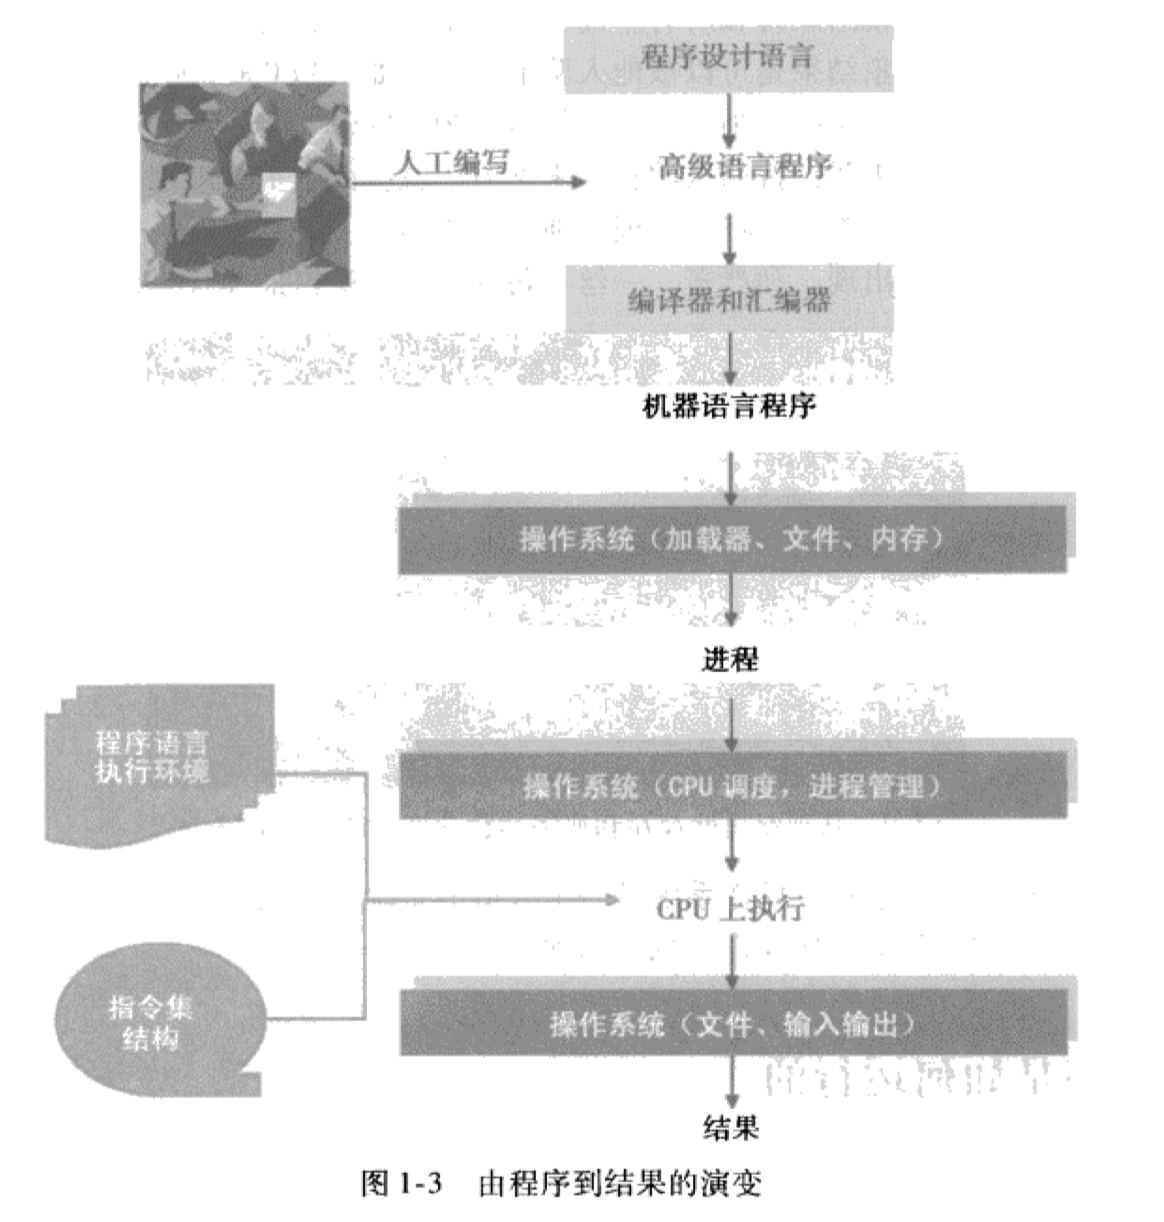 程序设计语言
人工编写
高级语言程序
编译器和汇编器
机器语言程序
操作系统（加载器、文件、内存）
进程
程序语言
执行环境
操作系统（CPU 调度，进程管理）
CPU 上执行
指令集
结构
操作系统（文件、输入输出）
结果
图 1-3 由程序到结果的演变